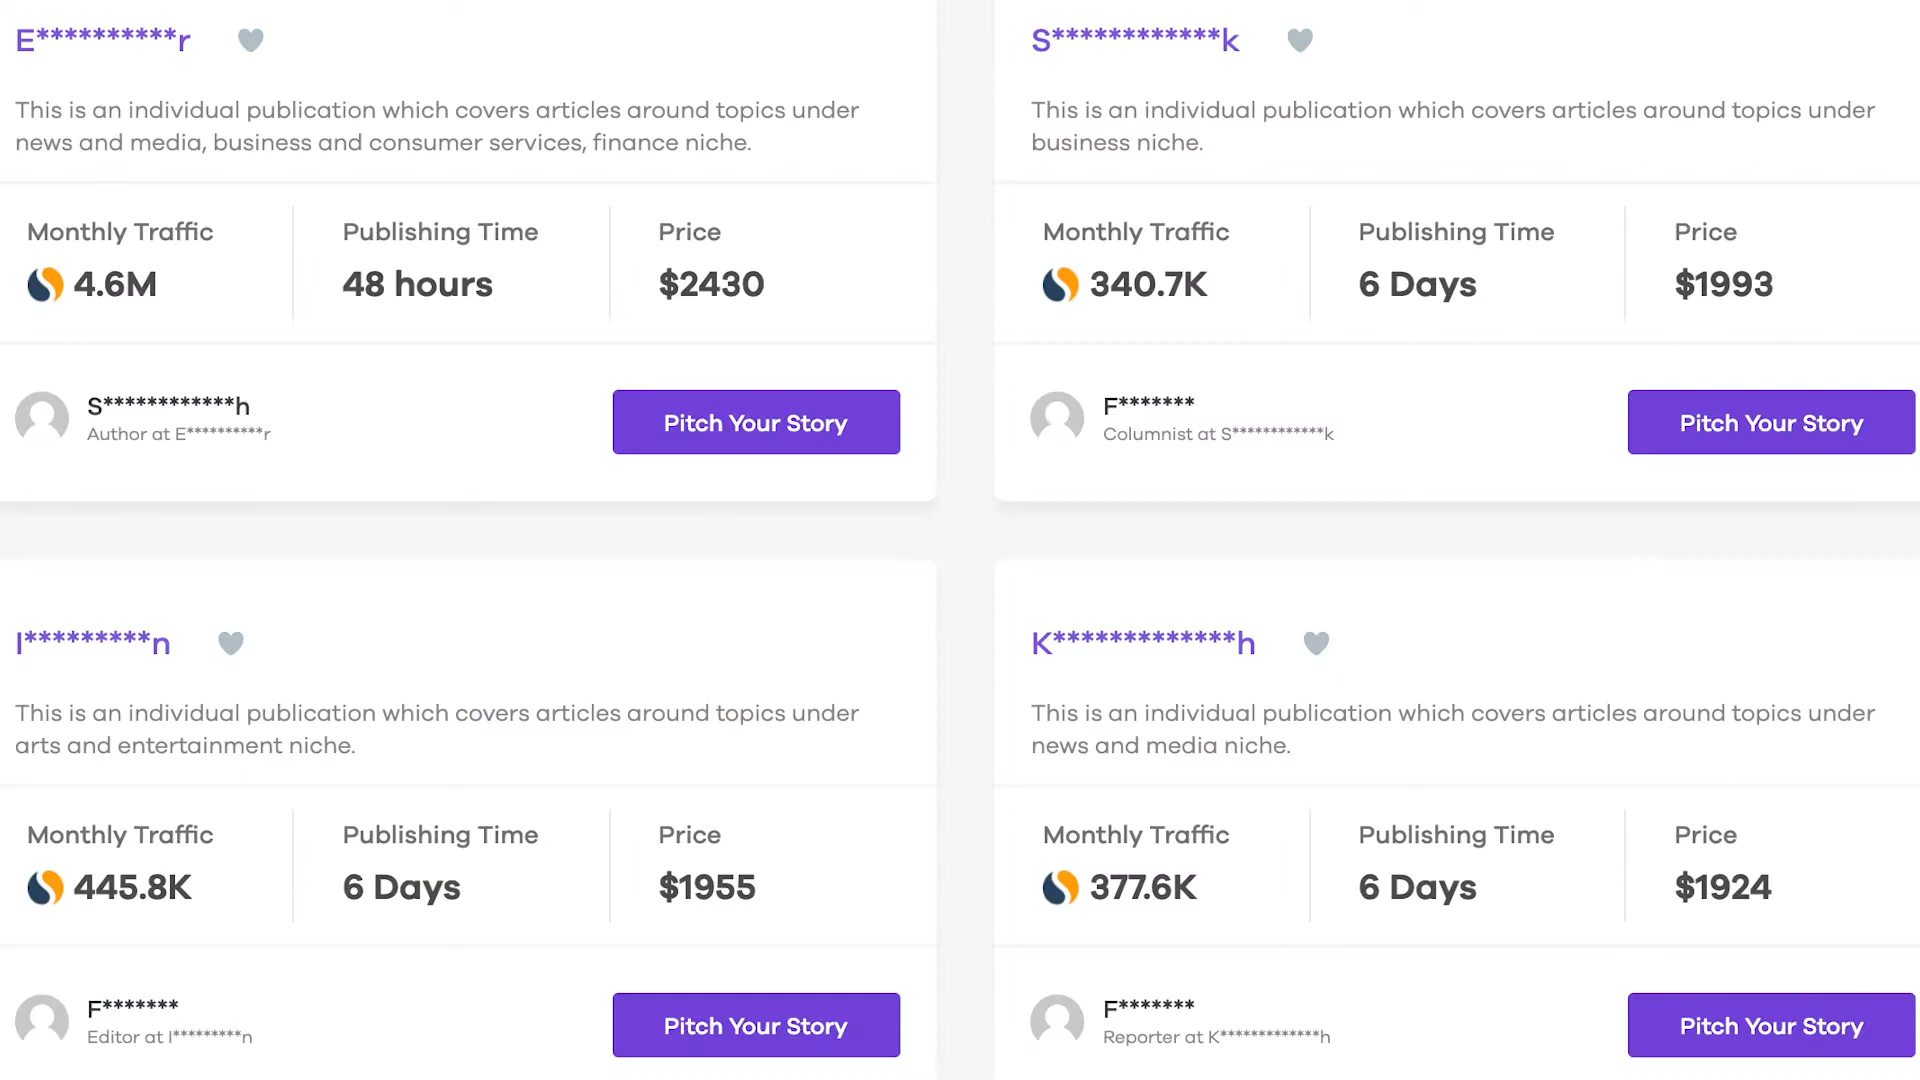 E**********r
This is an individual publication which covers articles around topics under
news and media, business and consumer services, finance niche.
Monthly Traffic
Publishing Time
Price
4.6M
48 hours
$2430
S************h
Author at E**********r
Pitch Your Story
S************k
This is an individual publication which covers articles around topics under
business niche.
Monthly Traffic
Publishing Time
Price
340.7K
6 Days
$1993
F*******
Columnist at S************k
Pitch Your Story
I*********n
This is an individual publication which covers articles around topics under
arts and entertainment niche.
Monthly Traffic
Publishing Time
Price
445.8K
6 Days
$1955
F*******
Editor at I*********n
Pitch Your Story
K*************h
This is an individual publication which covers articles around topics under
news and media niche.
Monthly Traffic
Publishing Time
Price
377.6K
6 Days
$1924
F*******
Reporter at K*************h
Pitch Your Story